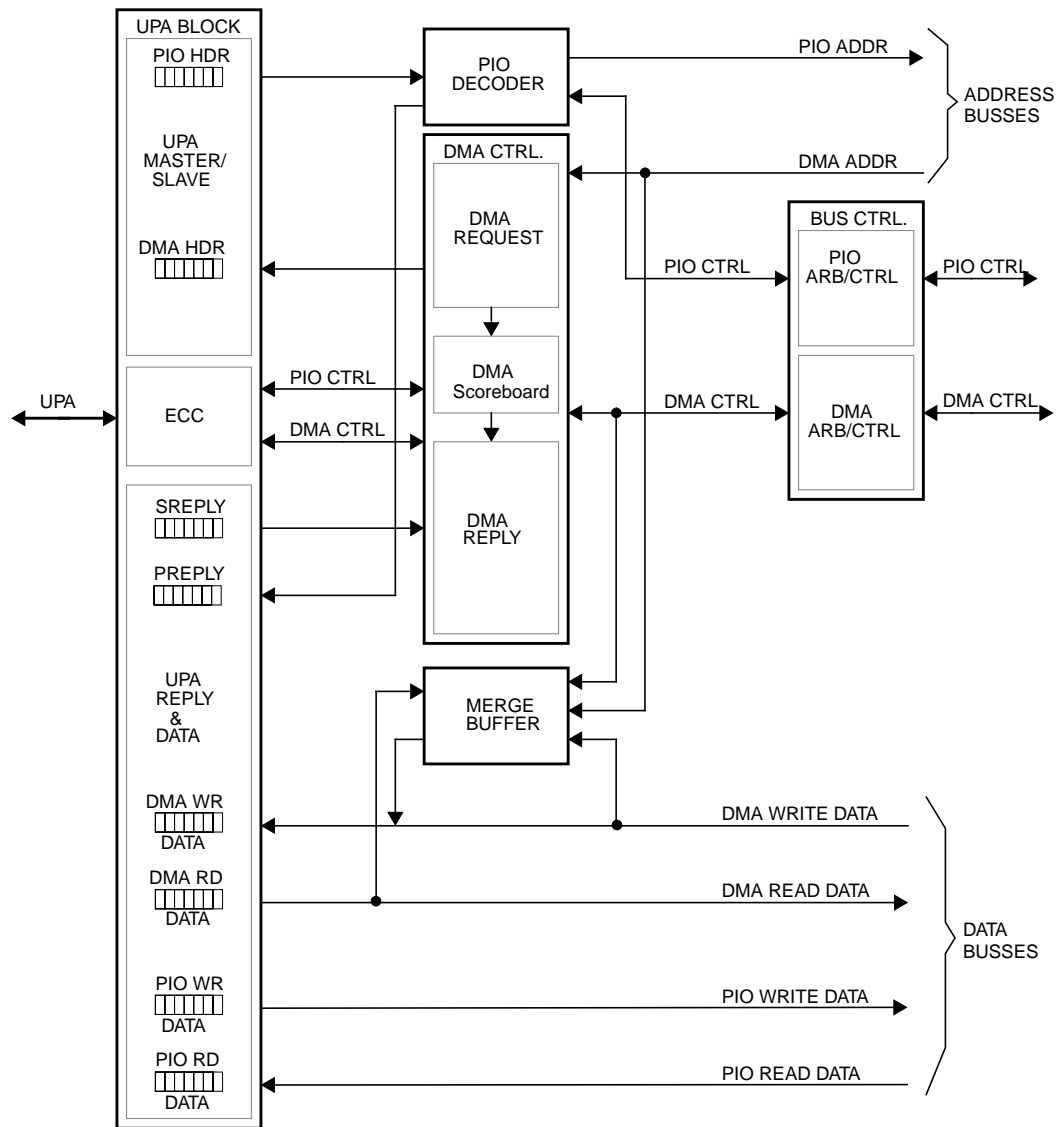 UPA BLOCK
PIO HDR
UPA
MASTER/
SLAVE
DMA HDR
UPA
ECC
SREPLY
PREPLY
UPA
REPLY
&
DATA
DMA WR
DATA
DMA RD
DATA
PIO WR
DATA
PIO RD
DATA
PIO
DECODER
DMA CTRL.
DMA
REQUEST
DMA
Scoreboard
DMA
REPLY
PIO CTRL
DMA CTRL
MERGE
BUFFER
PIO ADDR
DMA ADDR
ADDRESS
BUSSES
BUS CTRL.
PIO
ARB/CTRL
DMA
ARB/CTRL
PIO CTRL
PIO CTRL
DMA CTRL
DMA CTRL
DMA WRITE DATA
DMA READ DATA
PIO WRITE DATA
PIO READ DATA
DATA
BUSSES